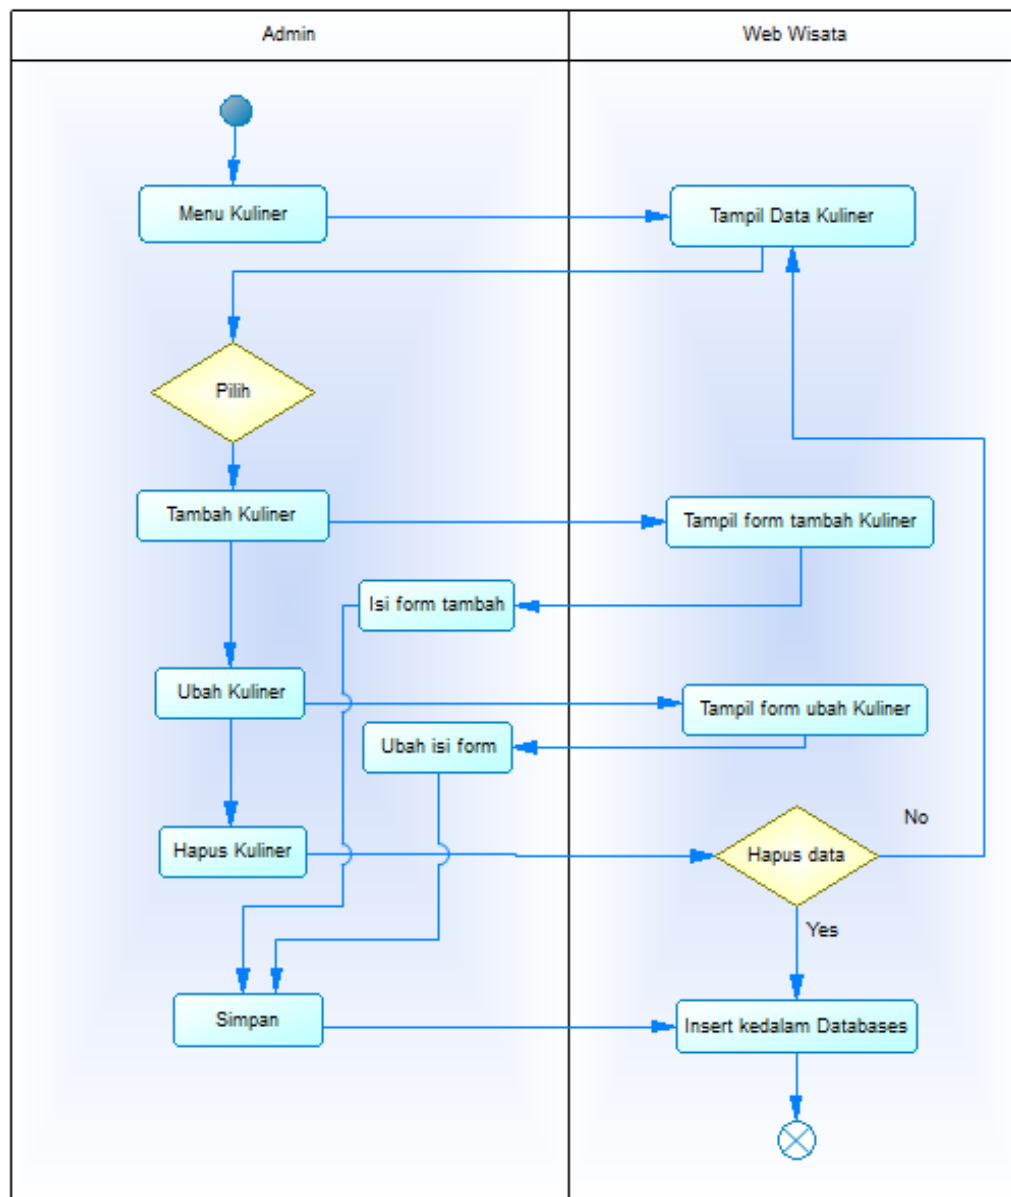 Admin
Web Wisata
Menu Kuliner
Tampil Data Kuliner
Pilih
Tambah Kuliner
Tampil form tambah Kuliner
Isi form tambah
Ubah Kuliner
Tampil form ubah Kuliner
Ubah isi form
No
Hapus Kuliner
Hapus data
Yes
Simpan
Insert kedalam Databases